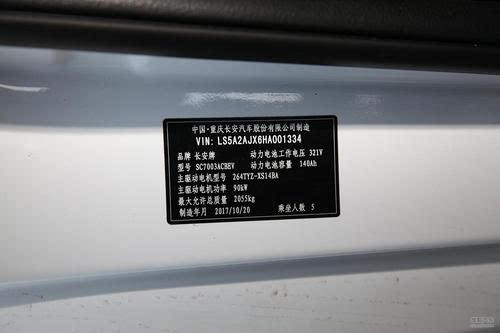 中国·重庆长安汽车股份有限公司制造
VIN: LS5A2AJX6HA001334
品牌 长安牌 动力电池工作电压 321V
型号 SC7003ACBEV 动力电池容量 140Ah
主驱动电机型号 264TYZ-XS14BA
主驱动电机功率 90kW
最大允许总质量 2055kg
制造年月 2017/10/20 乘坐人数 5